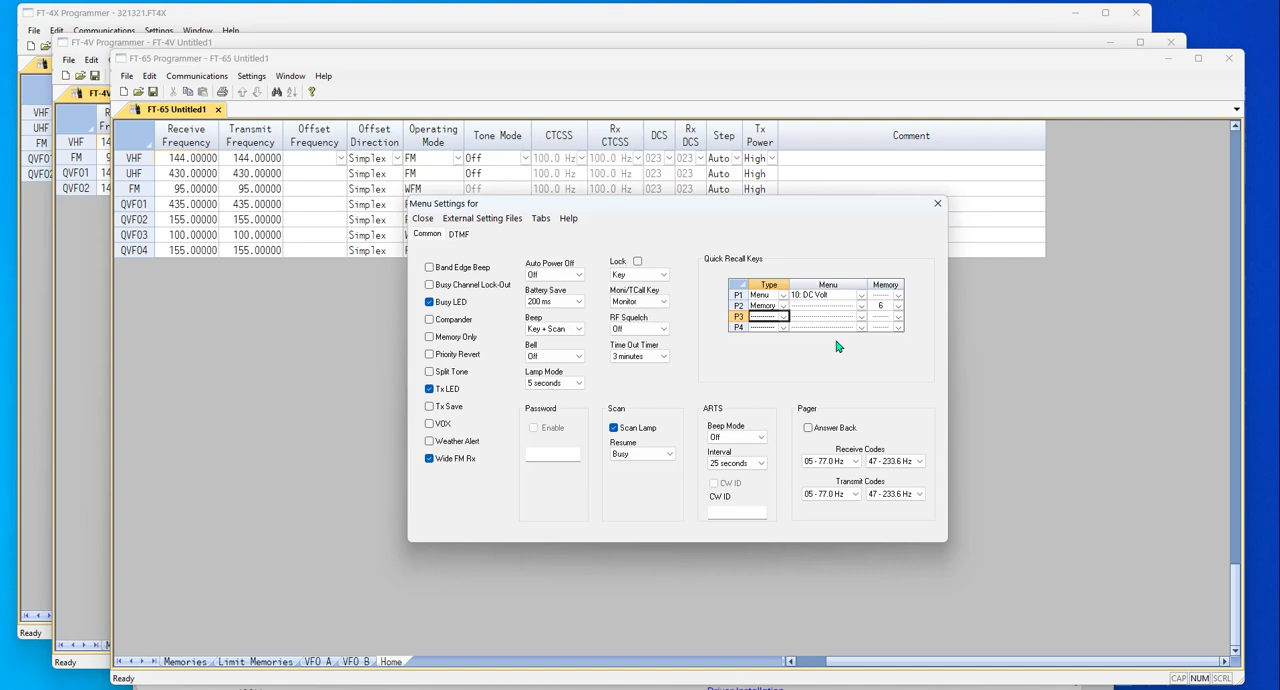 FT-4X Programmer - 321321.FT4X
File Edit Communications Settings Window Help
FT-4V Programmer - FT-4V Untitled1
File Edit
FT-65 Programmer - FT-65 Untitled1
File Edit Communications Settings Window Help
FT-4V
FT-65 Untitled1
Receive Frequency Transmit Frequency Offset Frequency Offset Direction Operating Mode Tone Mode CTCSS Rx CTCSS DCS Rx DCS Step Tx Power Comment
VHF 144.00000 144.00000 Simplex FM Off 100.0 Hz 100.0 Hz 023 023 Auto High
UHF 430.00000 430.00000 Simplex FM Off 100.0 Hz 100.0 Hz 023 023 Auto High
FM 95.00000 95.00000 Simplex WFM Off 100.0 Hz 100.0 Hz 023 023 Auto High
QVFO1 435.00000 435.00000 Simplex
QVFO2 155.00000 155.00000 Simplex
QVFO3 100.00000 100.00000 Simplex
QVFO4 155.00000 155.00000 Simplex
VHF
UHF
FM
VHF
FM
QVFO1
QVFO2
Menu Settings for
Close External Setting Files Tabs Help
Common DTMF
Band Edge Beep
Busy Channel Lock-Out
Busy LED
Compander
Memory Only
Priority Revert
Split Tone
Tx LED
Tx Save
VOX
Weather Alert
Wide FM Rx
Auto Power Off
Off
Battery Save
200 ms
Beep
Key + Scan
Bell
Off
Lamp Mode
5 seconds
Lock
Key
Moni/TCall Key
Monitor
RF Squelch
Off
Time Out Timer
3 minutes
Quick Recall Keys
Type Menu Memory
P1 Menu 10: DC Volt
P2 Memory 6
P3
P4
Password
Enable
Scan
Scan Lamp
Resume
Busy
ARTS
Beep Mode
Off
Interval
25 seconds
CW ID
CW ID
Pager
Answer Back
Receive Codes
05 - 77.0 Hz 47 - 233.6 Hz
Transmit Codes
05 - 77.0 Hz 47 - 233.6 Hz
Memories Limit Memories VFO A VFO B Home
Ready
Ready
Ready
CAP NUM SCRL